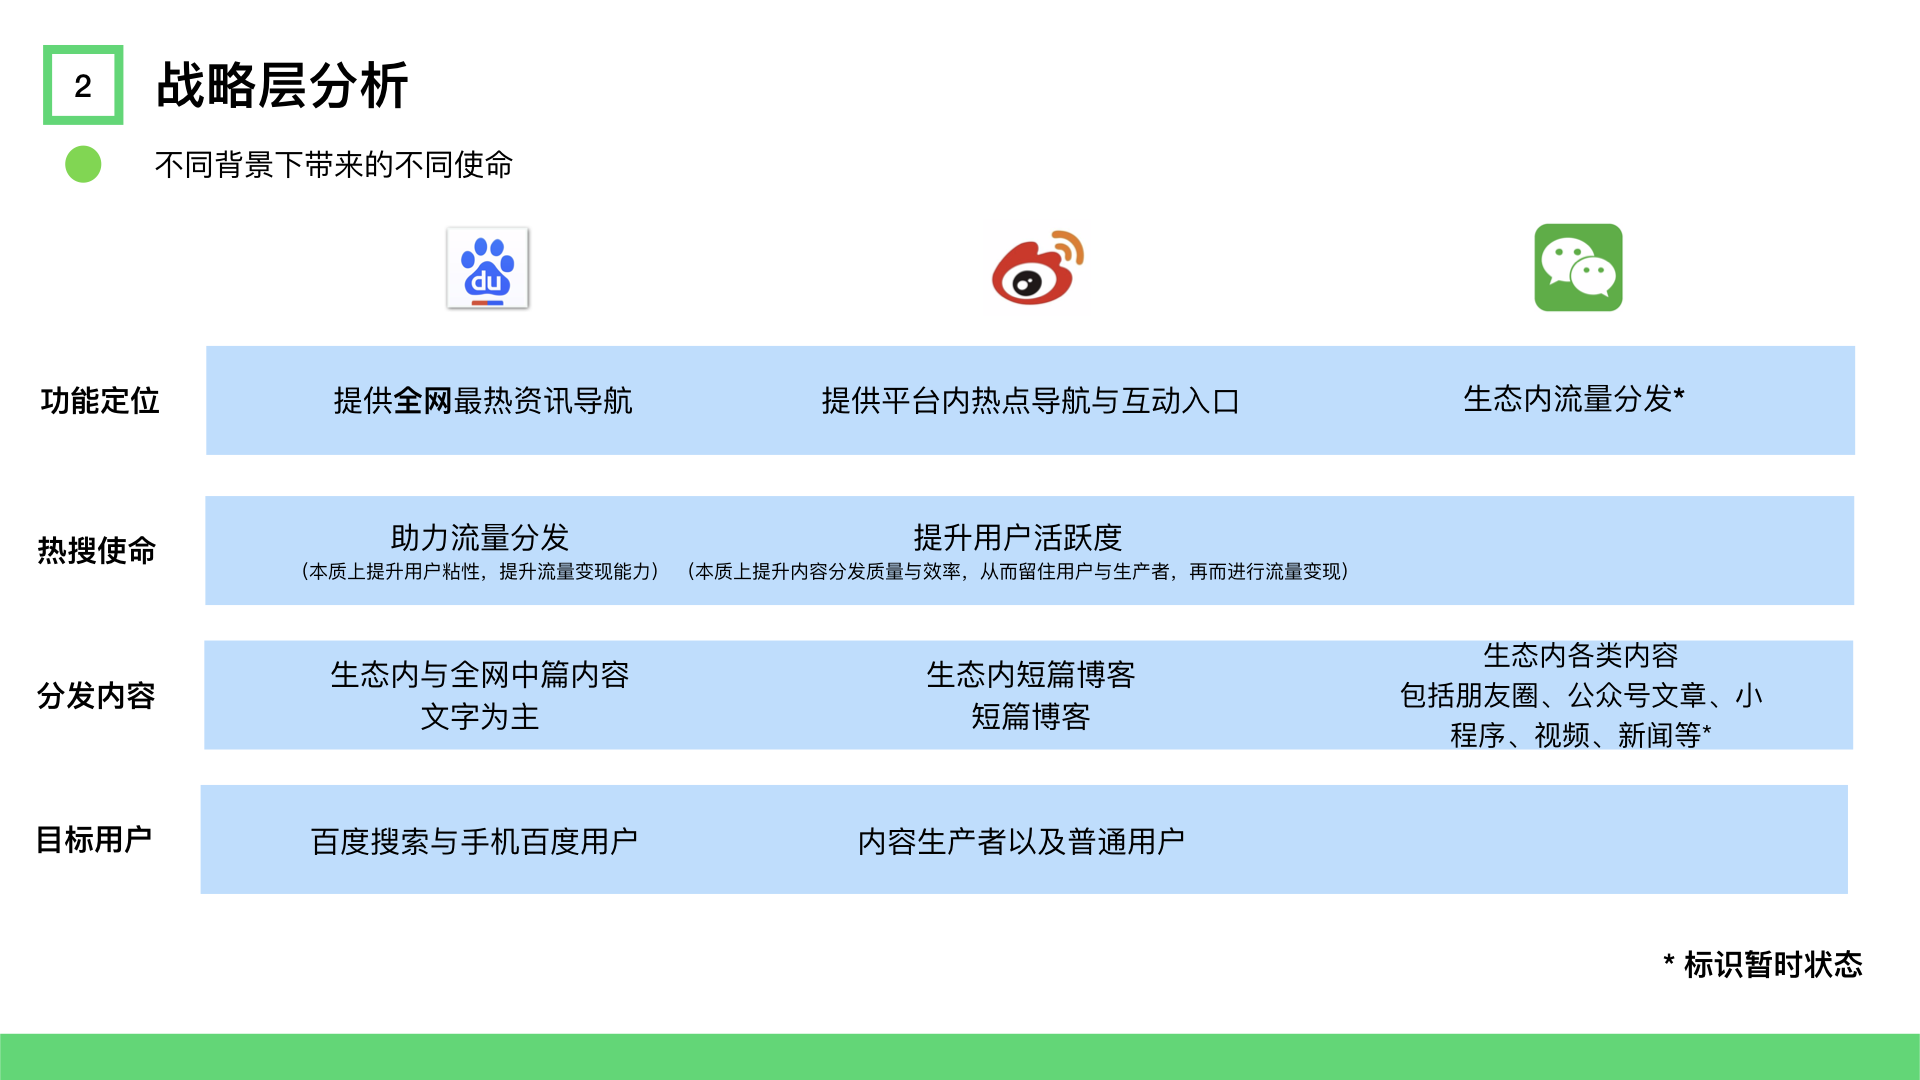 2
战略层分析
不同背景下带来的不同使命
du
功能定位
提供全网最热资讯导航
提供平台内热点导航与互动入口
生态内流量分发*
热搜使命
助力流量分发
（本质上提升用户粘性，提升流量变现能力）
提升用户活跃度
（本质上提升内容分发质量与效率，从而留住用户与生产者，再而进行流量变现）
分发内容
生态内与全网中篇内容
文字为主
生态内短篇博客
短篇博客
生态内各类内容
包括朋友圈、公众号文章、小
程序、视频、新闻等*
目标用户
百度搜索与手机百度用户
内容生产者以及普通用户
* 标识暂时状态